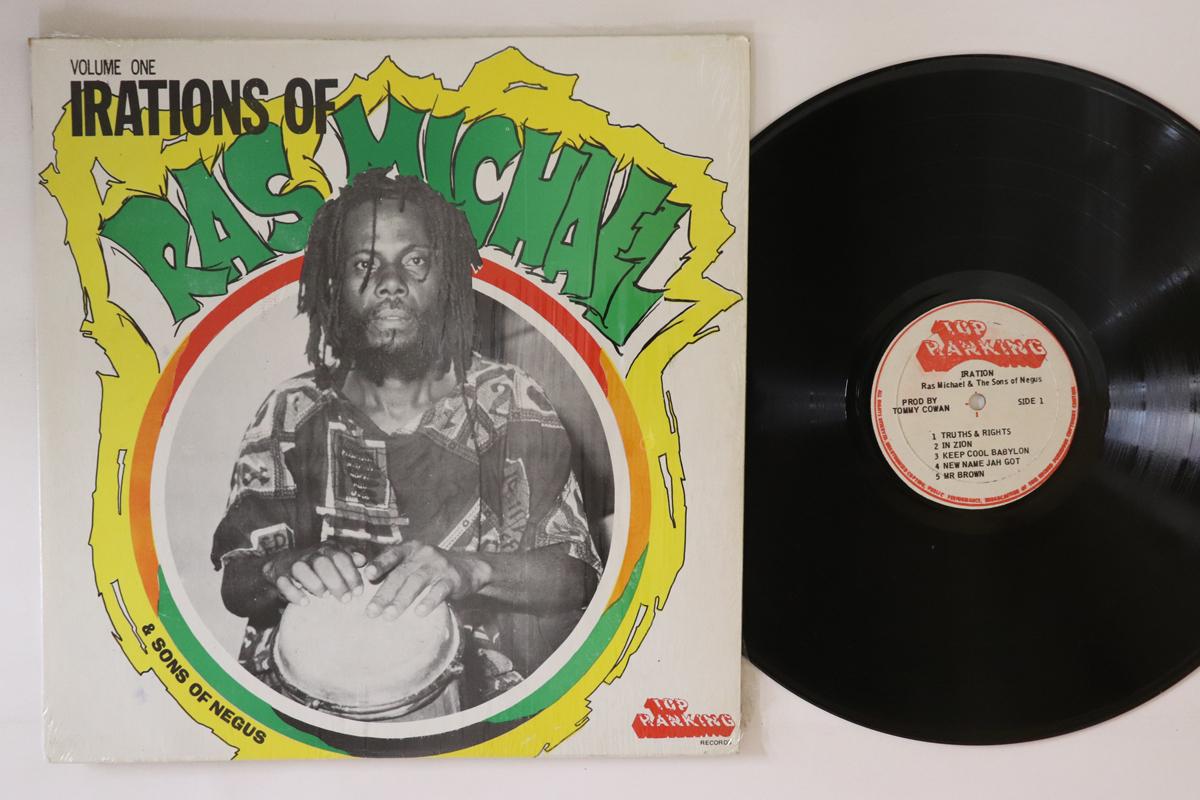 VOLUME ONE
IRATIONS OF
RAS MICHAEL
& SONS OF NEGUS
TOP
RANKING
RECORDS
TOP
RANKING
IRATION
Ras Michael & The Sons of Negus
PROD BY
TOMMY COWAN
SIDE 1
1
1 TRUTHS & RIGHTS
2 IN ZION
3 KEEP COOL BABYLON
4 NEW NAME JAH GOT
5 MR BROWN